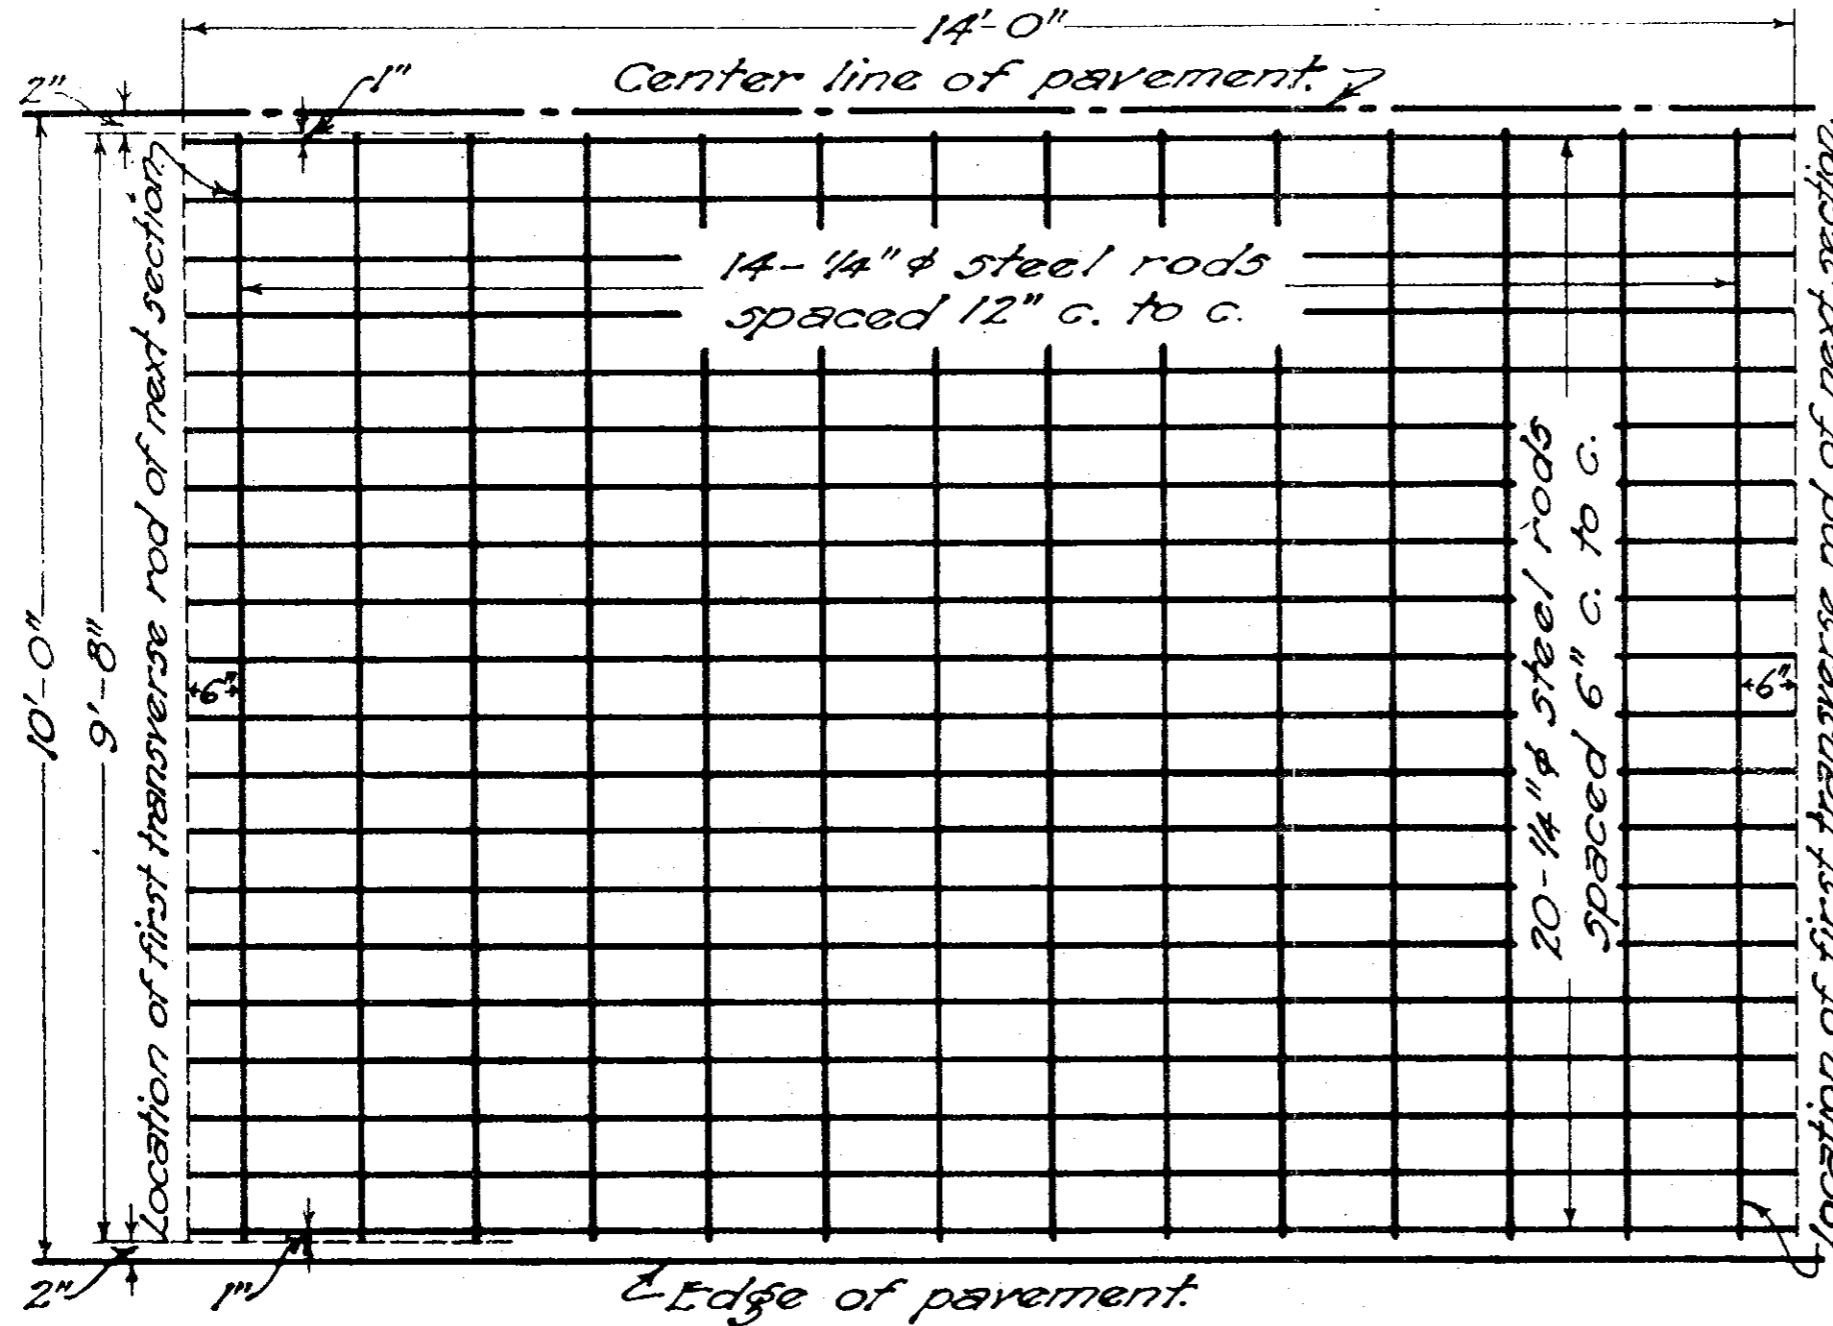 14'-0"
Center line of pavement.
2"
1"
14-1/4"ϕ steel rods
spaced 12" c. to c.
Location of first transverse rod of next section
10'-0"
9'-8"
6"
20-1/4"ϕ steel rods
spaced 6" c. to c.
6"
Location of first transverse rod of next section
2"
1"
Edge of pavement.